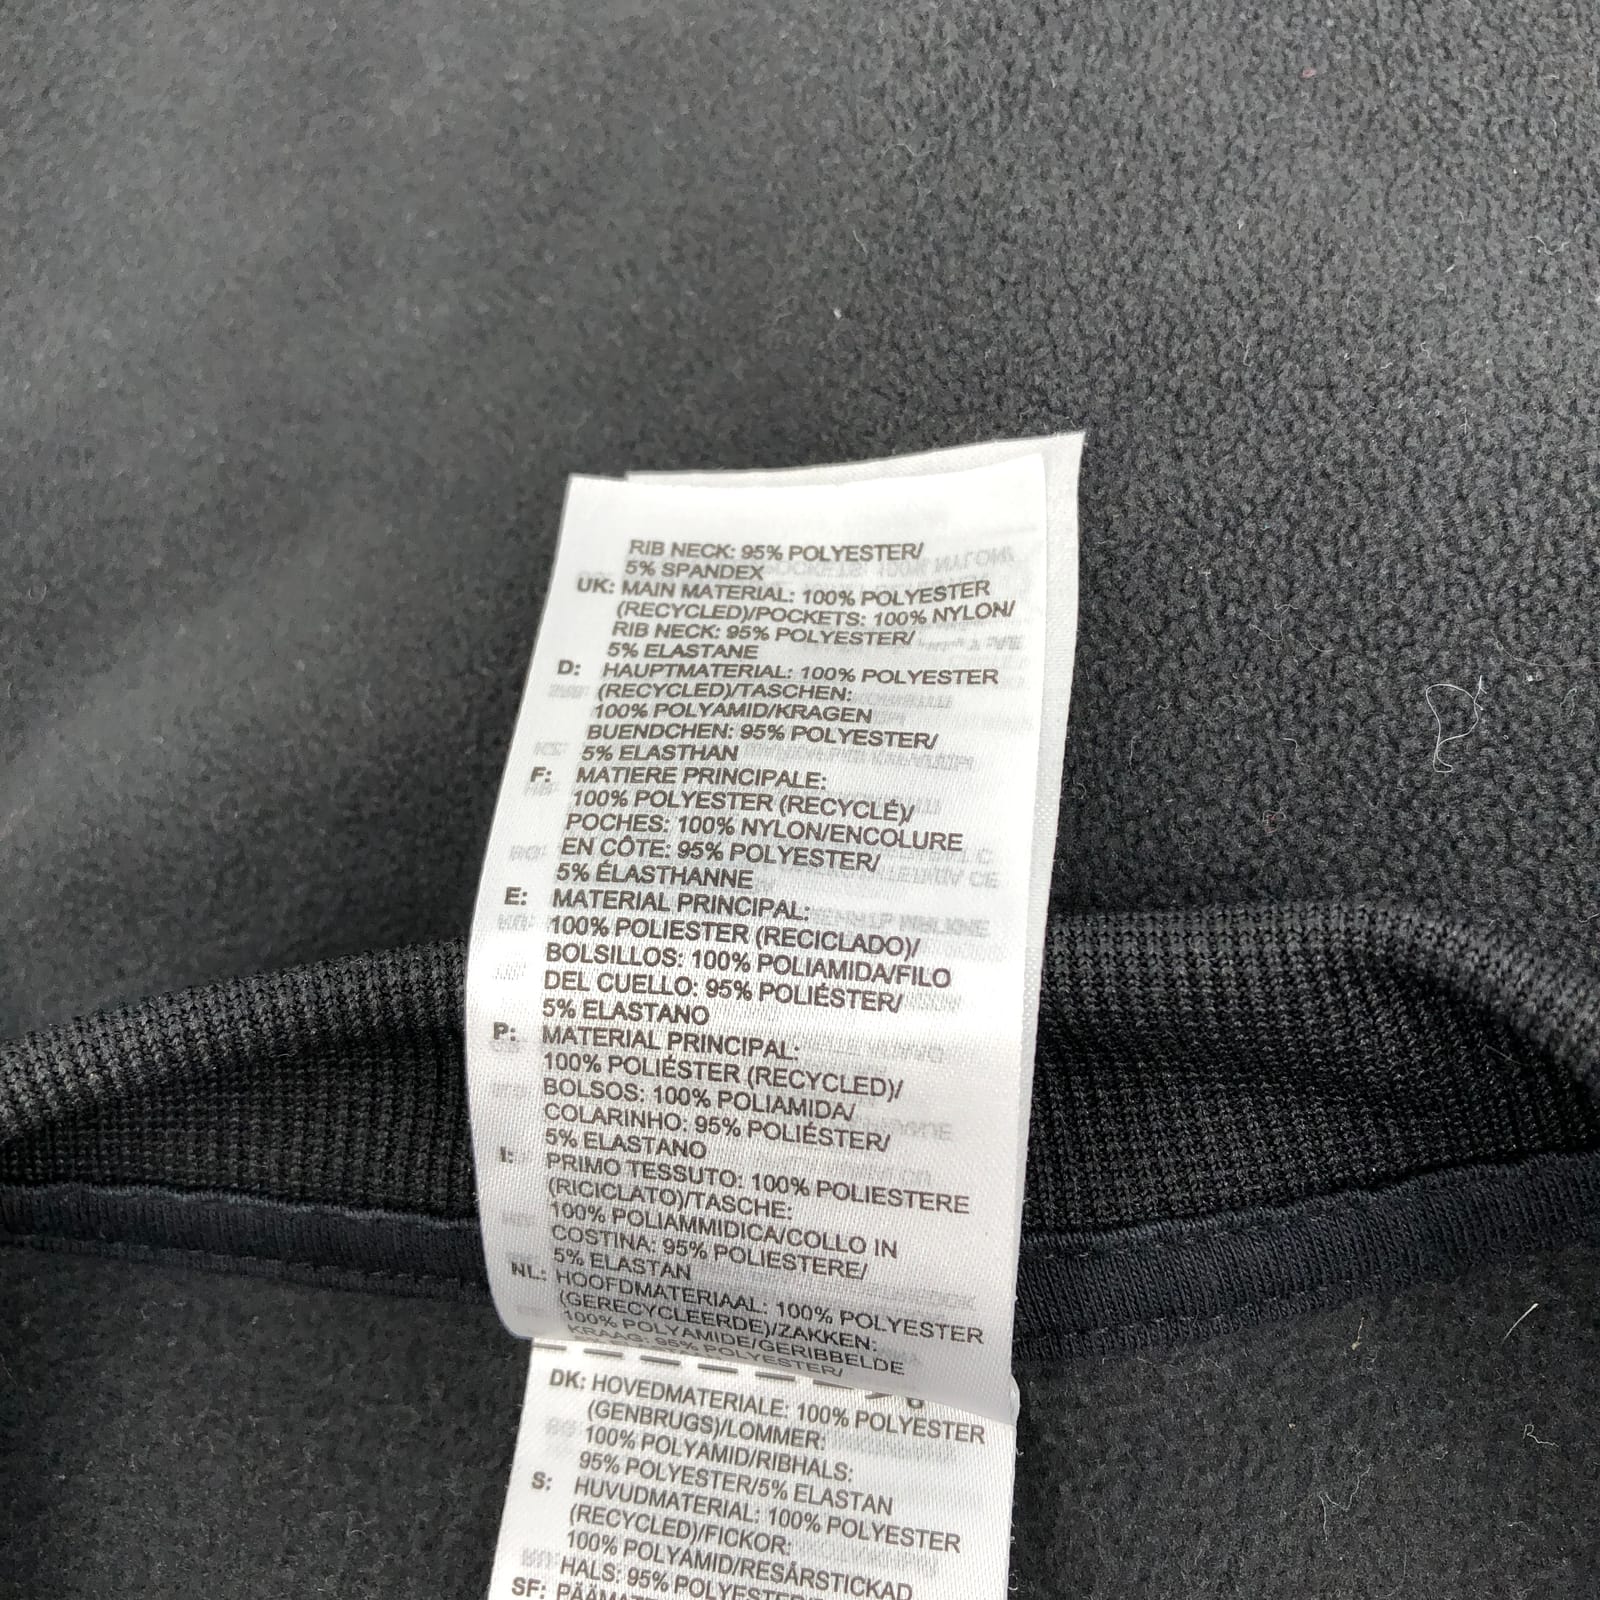 RIB NECK: 95% POLYESTER/
5% SPANDEX
UK: MAIN MATERIAL: 100% POLYESTER
(RECYCLED)/POCKETS: 100% NYLON/
RIB NECK: 95% POLYESTER/
5% ELASTANE
D: HAUPTMATERIAL: 100% POLYESTER
(RECYCLED)/TASCHEN:
100% POLYAMID/KRAGEN
BUENDCHEN: 95% POLYESTER/
5% ELASTHAN
F: MATIERE PRINCIPALE:
100% POLYESTER (RECYCLÉ)/
POCHES: 100% NYLON/ENCOLURE
EN CÔTE: 95% POLYESTER/
5% ÉLASTHANNE
E: MATERIAL PRINCIPAL:
100% POLIESTER (RECICLADO)/
BOLSILLOS: 100% POLIAMIDA/FILO
DEL CUELLO: 95% POLIÉSTER/
5% ELASTANO
P: MATERIAL PRINCIPAL:
100% POLIÉSTER (RECYCLED)/
BOLSOS: 100% POLIAMIDA/
COLARINHO: 95% POLIÉSTER/
5% ELASTANO
I: PRIMO TESSUTO: 100% POLIESTERE
(RICICLATO)/TASCHE:
100% POLIAMMIDICA/COLLO IN
COSTINA: 95% POLIESTERE/
5% ELASTAN
NL: HOOFDMATERIAAL: 100% POLYESTER
(GERECYCLEERDE)/ZAKKEN:
100% POLYAMIDE/GERIBBELDE
KRAAG: 95% POLYESTER/
DK: HOVEDMATERIALE: 100% POLYESTER
(GENBRUGS)/LOMMER:
100% POLYAMID/RIBHALS:
95% POLYESTER/5% ELASTAN
S: HUVUDMATERIAL: 100% POLYESTER
(RECYCLED)/FICKOR:
100% POLYAMID/RESÅRSTICKAD
HALS: 95% POLYESTER/
SF: